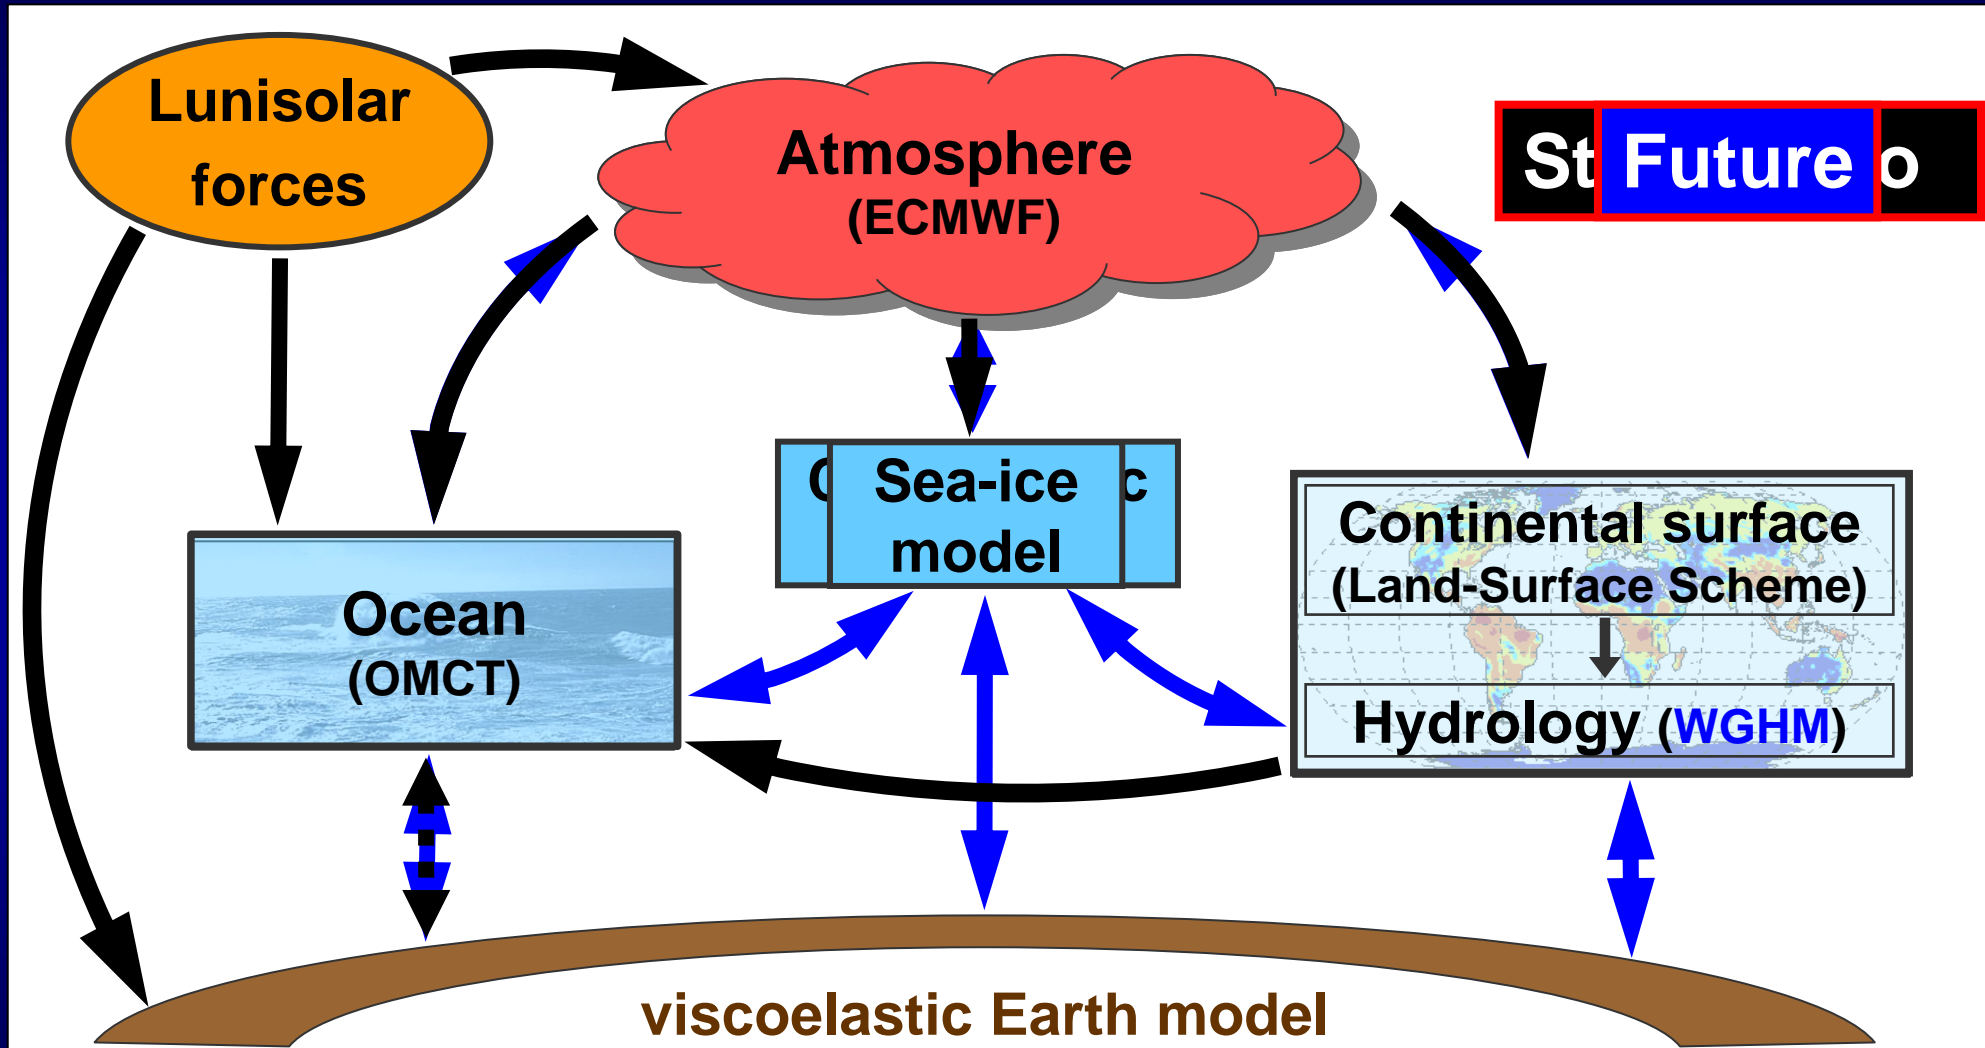 Lunisolar
forces
Atmosphere
(ECMWF)
Future
Sea-ice
model
Continental surface
(Land-Surface Scheme)
Ocean
(OMCT)
Hydrology (WGHM)
viscoelastic Earth model